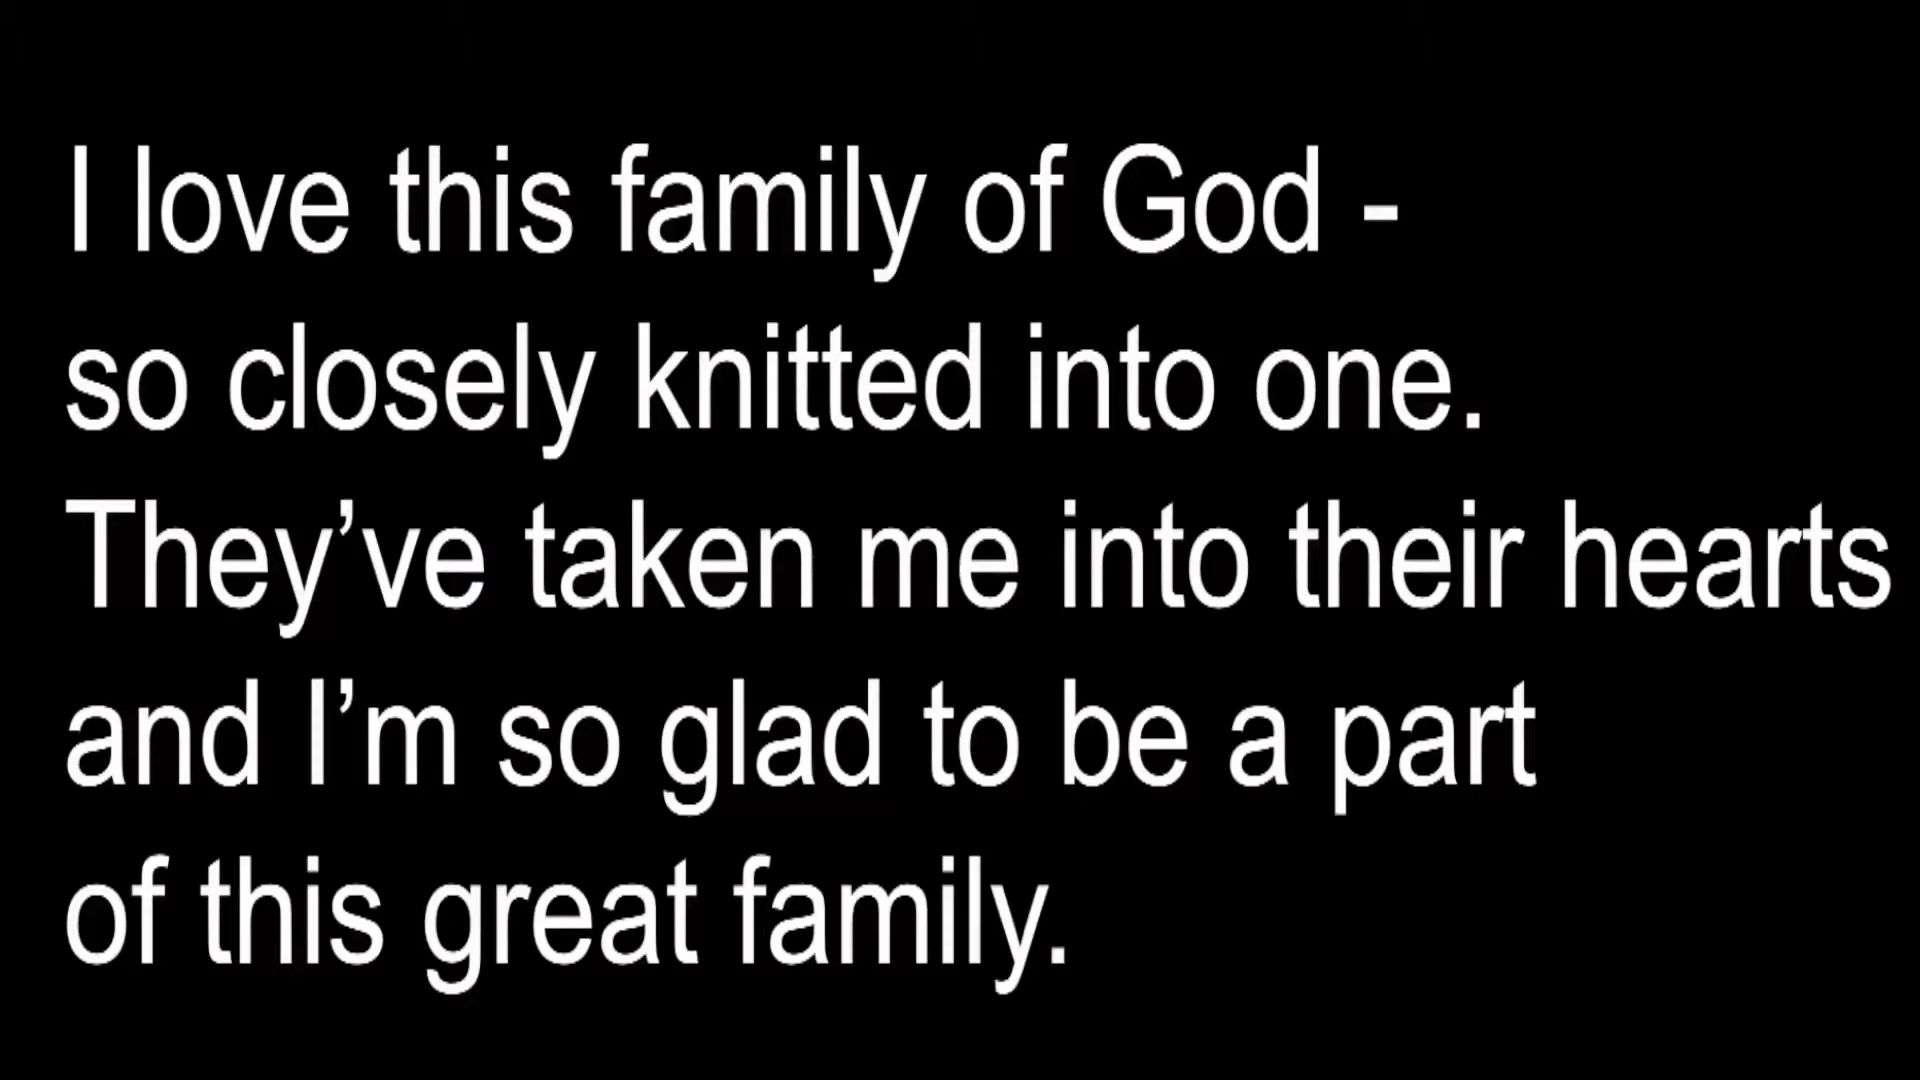 I love this family of God -
so closely knitted into one.
They’ve taken me into their hearts
and I’m so glad to be a part
of this great family.